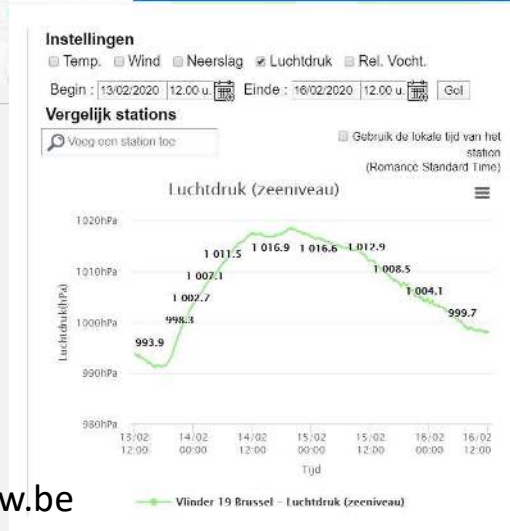 Instellingen
Temp. Wind Neerslag Luchtdruk Rel. Vocht.
Begin : 13/02/2020 12.00 u. Einde : 16/02/2020 12.00 u. Go!
Vergelijk stations
Voeg een station toe
Gebruik de lokale tijd van het
station
(Romance Standard Time)
Luchtdruk (zeeniveau)
1020hPa
1010hPa
1000hPa
990hPa
980hPa
Luchtdruk(hPa)
993.9
998.3
1 002.7
1 007.1
1 011.5
1 016.9
1 016.6
1 012.9
1 008.5
1 004.1
999.7
13/02 14/02 14/02 15/02 15/02 16/02 16/02
12:00 00:00 12:00 00:00 12:00 00:00 12:00
Tijd
Vlinder 19 Brussel - Luchtdruk (zeeniveau)
w.be